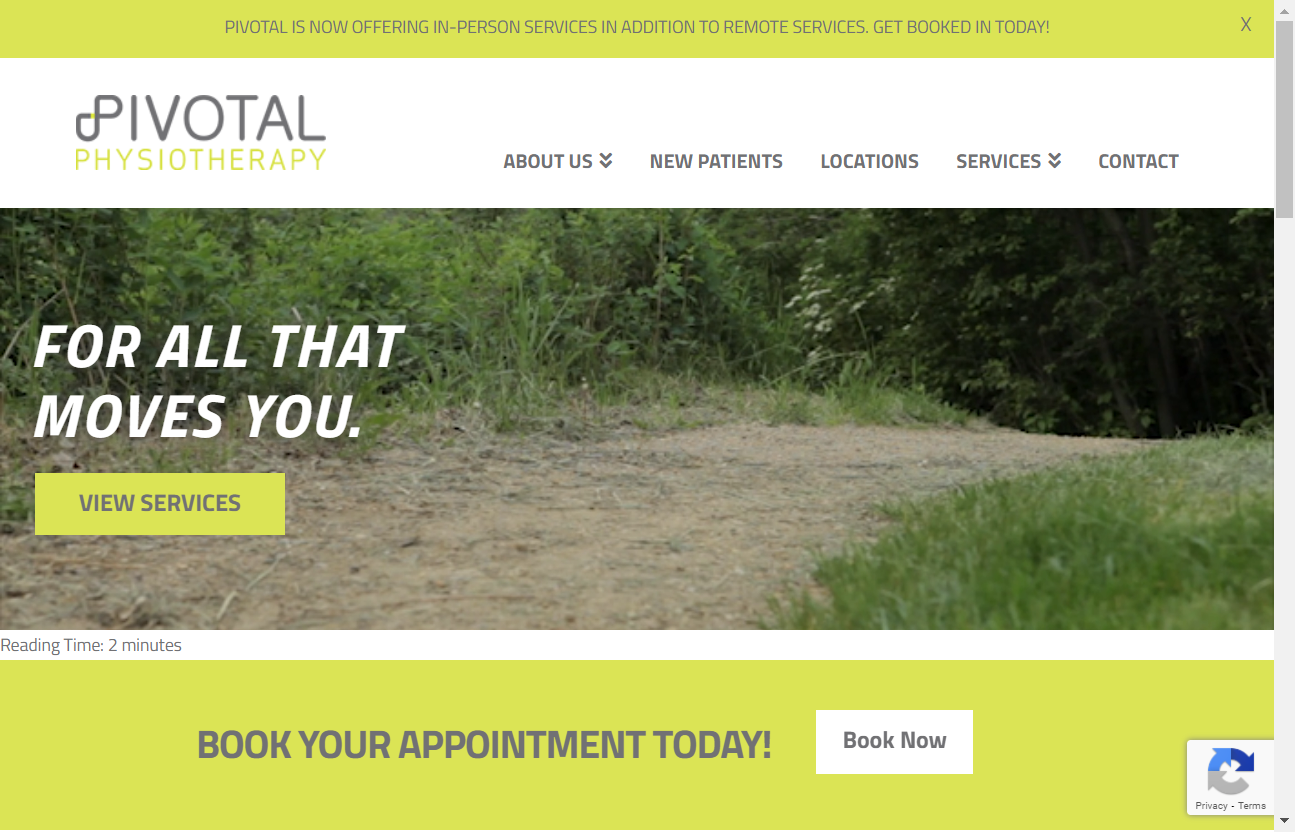 PIVOTAL IS NOW OFFERING IN-PERSON SERVICES IN ADDITION TO REMOTE SERVICES. GET BOOKED IN TODAY!
X
PIVOTAL
PHYSIOTHERAPY
ABOUT US NEW PATIENTS LOCATIONS SERVICES CONTACT
FOR ALL THAT
MOVES YOU.
VIEW SERVICES
Reading Time: 2 minutes
BOOK YOUR APPOINTMENT TODAY!
Book Now
Privacy - Terms